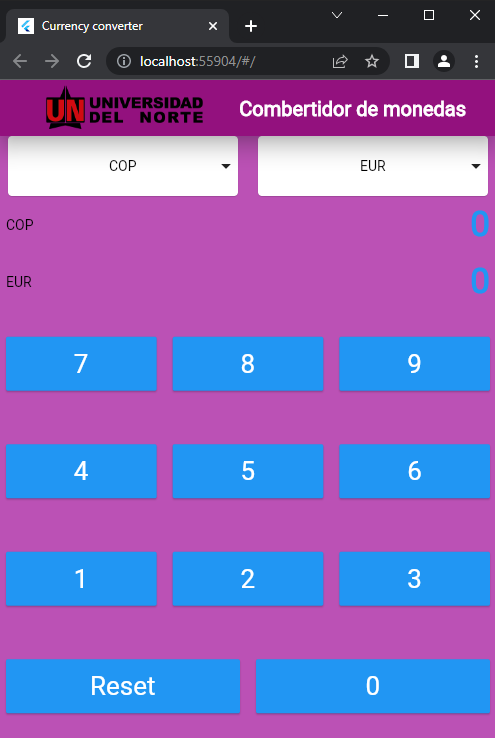 Currency converter
localhost:55904/#/
UN UNIVERSIDAD
DEL NORTE
Combertidor de monedas
COP EUR
COP 0
EUR 0
7 8 9
4 5 6
1 2 3
Reset 0